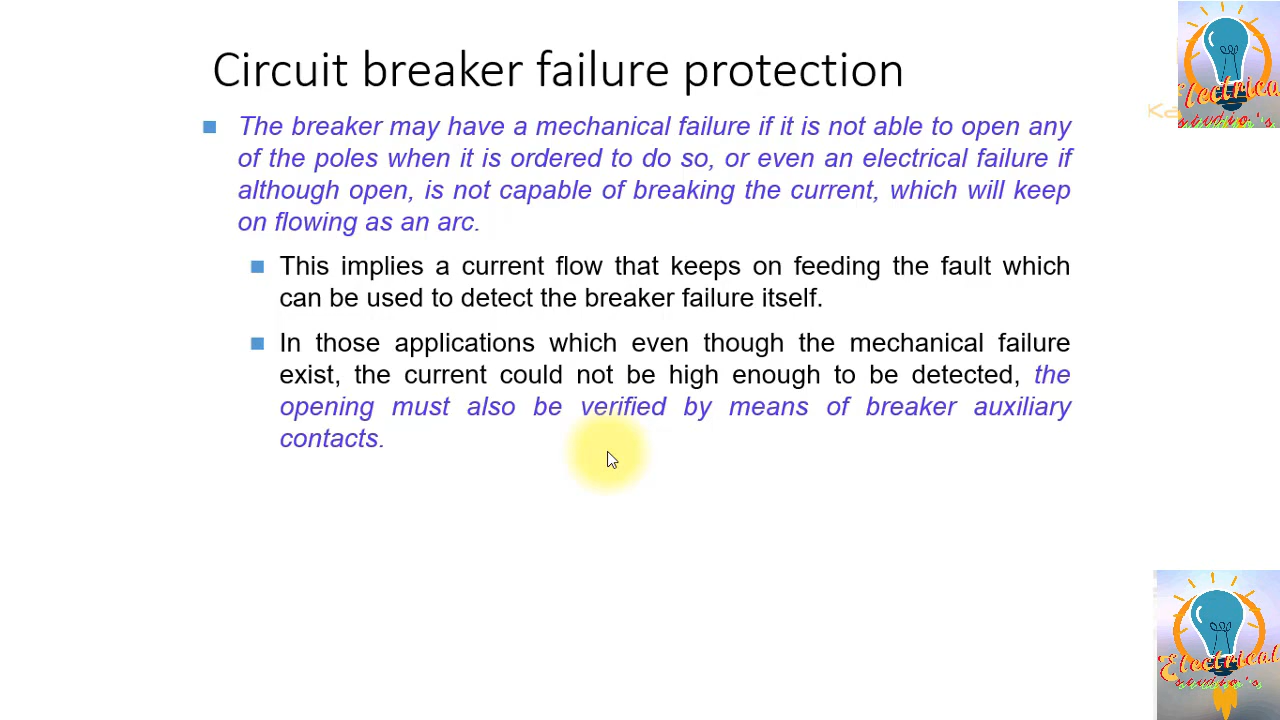 Circuit breaker failure protection
The breaker may have a mechanical failure if it is not able to open any
of the poles when it is ordered to do so, or even an electrical failure if
although open, is not capable of breaking the current, which will keep
on flowing as an arc.
This implies a current flow that keeps on feeding the fault which
can be used to detect the breaker failure itself.
In those applications which even though the mechanical failure
exist, the current could not be high enough to be detected, the
opening must also be verified by means of breaker auxiliary
contacts.
Electrical
Electrical